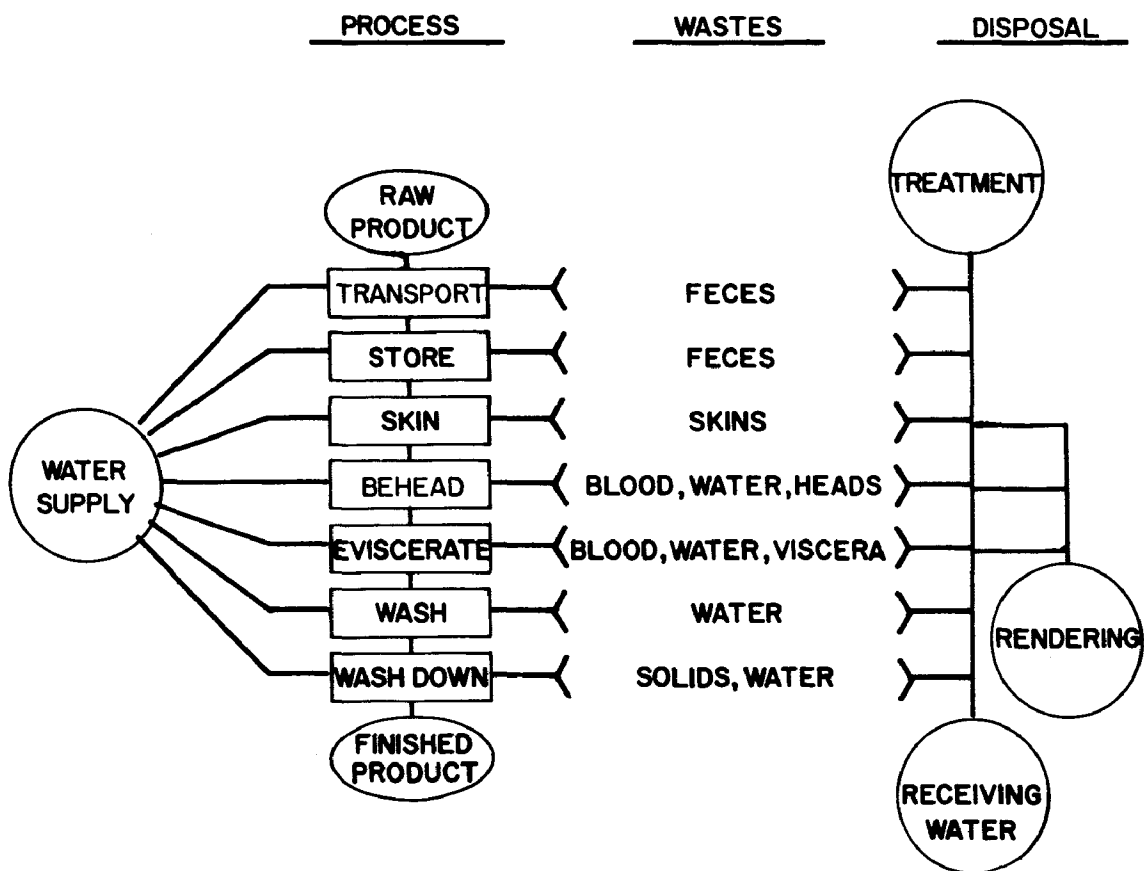 PROCESS
WASTES
DISPOSAL
TREATMENT
RAW
PRODUCT
TRANSPORT
FECES
STORE
FECES
SKIN
SKINS
WATER
SUPPLY
BEHEAD
BLOOD, WATER, HEADS
EVISCERATE
BLOOD, WATER, VISCERA
WASH
WATER
RENDERING
WASH DOWN
SOLIDS, WATER
FINISHED
PRODUCT
RECEIVING
WATER